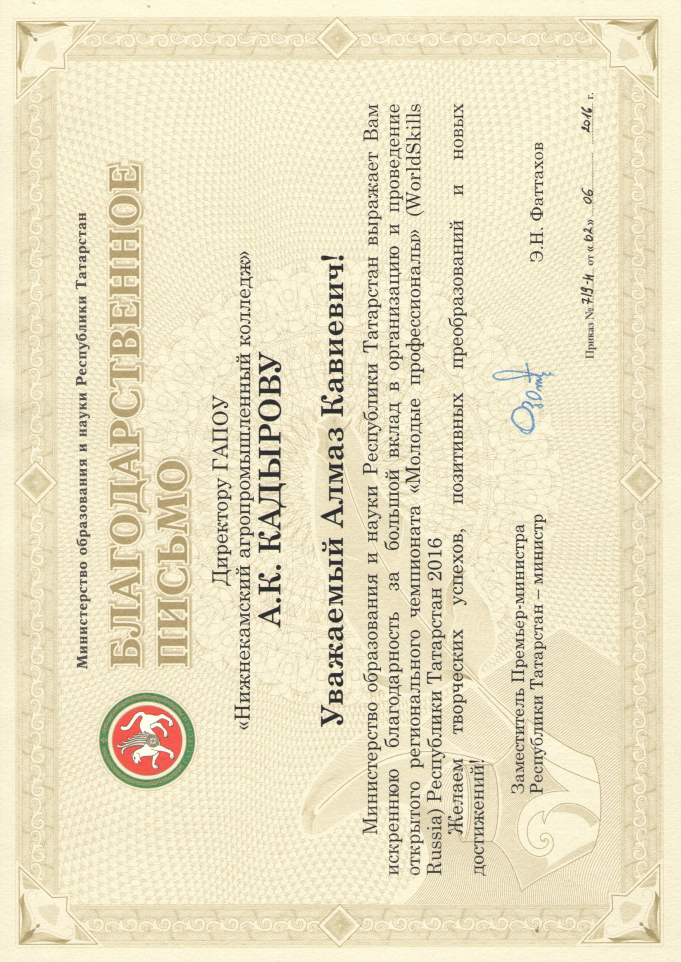 Министерство образования и науки Республики Татарстан
БЛАГОДАРСТВЕННОЕ
ПИСЬМО
Директору ГАПОУ
«Нижнекамский агропромышленный колледж»
А.К. КАДЫРОВУ
Уважаемый Алмаз Кавиевич!
Министерство образования и науки Республики Татарстан выражает Вам
искреннюю благодарность за большой вклад в организацию и проведение
открытого регионального чемпионата «Молодые профессионалы» (WorldSkills
Russia) Республики Татарстан 2016
Желаем творческих успехов, позитивных преобразований и новых
достижений!
Заместитель Премьер-министра
Республики Татарстан – министр
Э.Н. Фаттахов
Приказ № 719-к от «02» 06 2016 г.